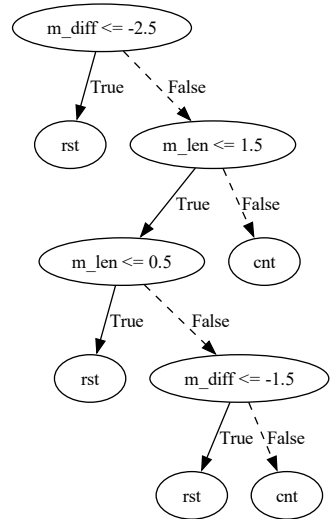 m_diff <= -2.5
True
False
rst
m_len <= 1.5
True
False
m_len <= 0.5
cnt
True
False
rst
m_diff <= -1.5
True
False
rst
cnt